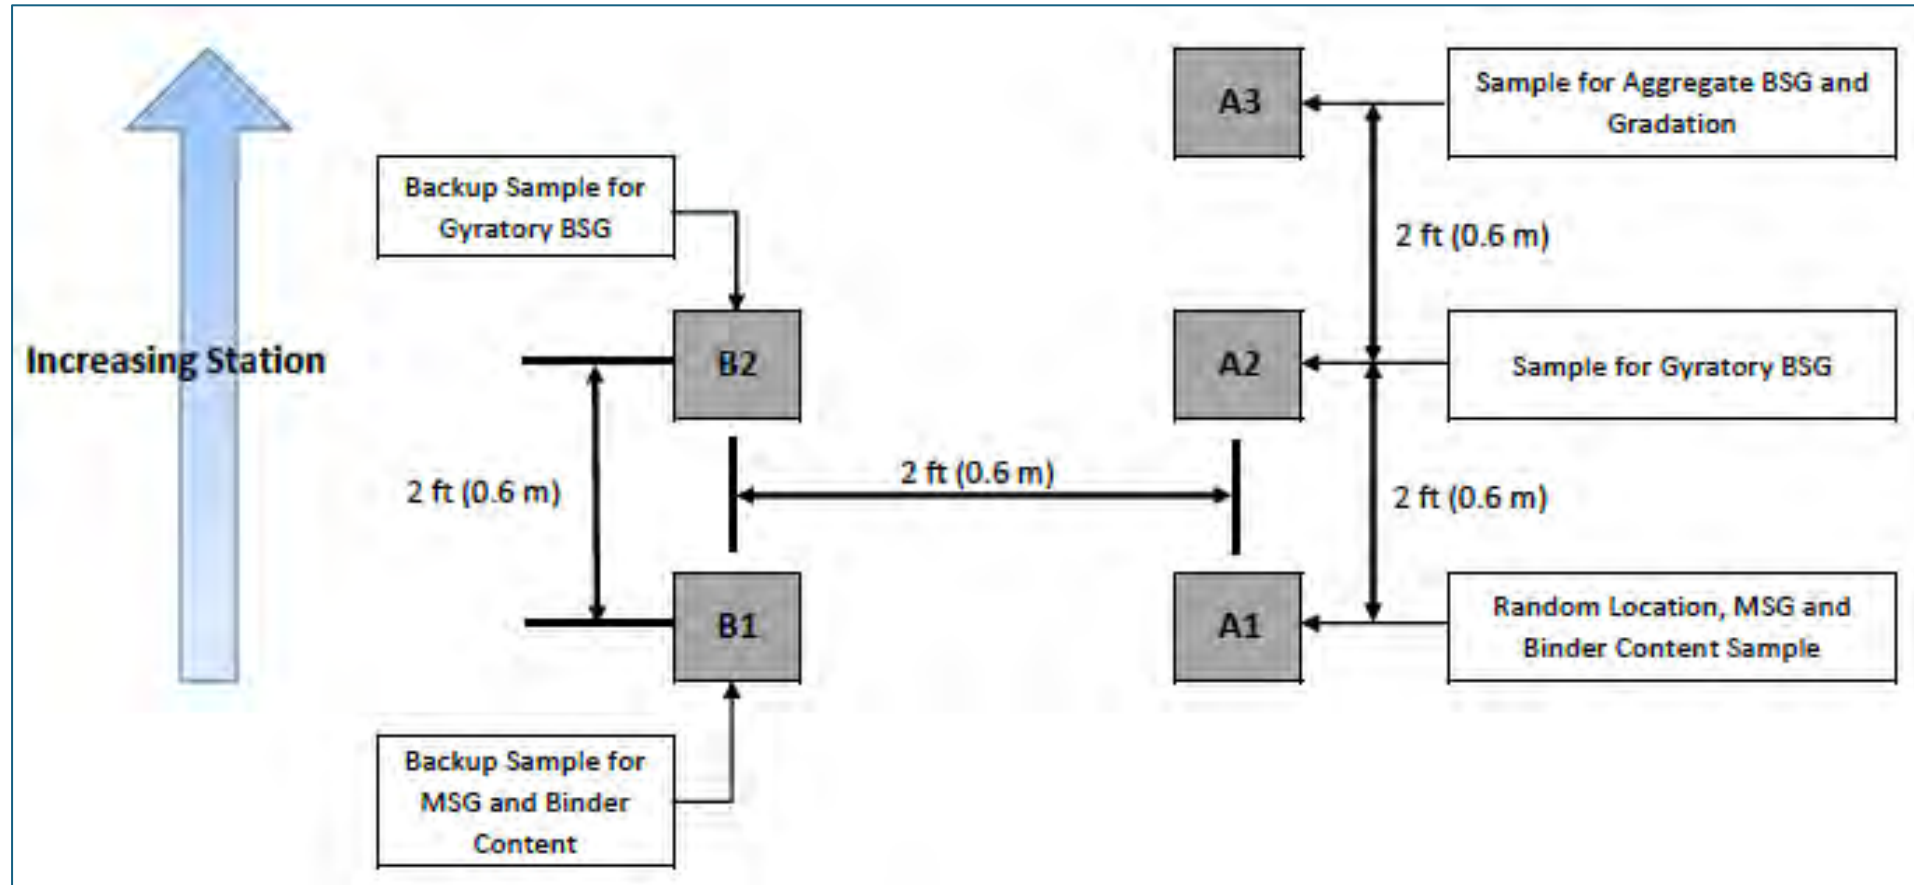 A3
Sample for Aggregate BSG and
Gradation
Backup Sample for
Gyratory BSG
2 ft (0.6 m)
Increasing Station
B2
A2
Sample for Gyratory BSG
2 ft (0.6 m)
2 ft (0.6 m)
2 ft (0.6 m)
B1
A1
Random Location, MSG and
Binder Content Sample
Backup Sample for
MSG and Binder
Content